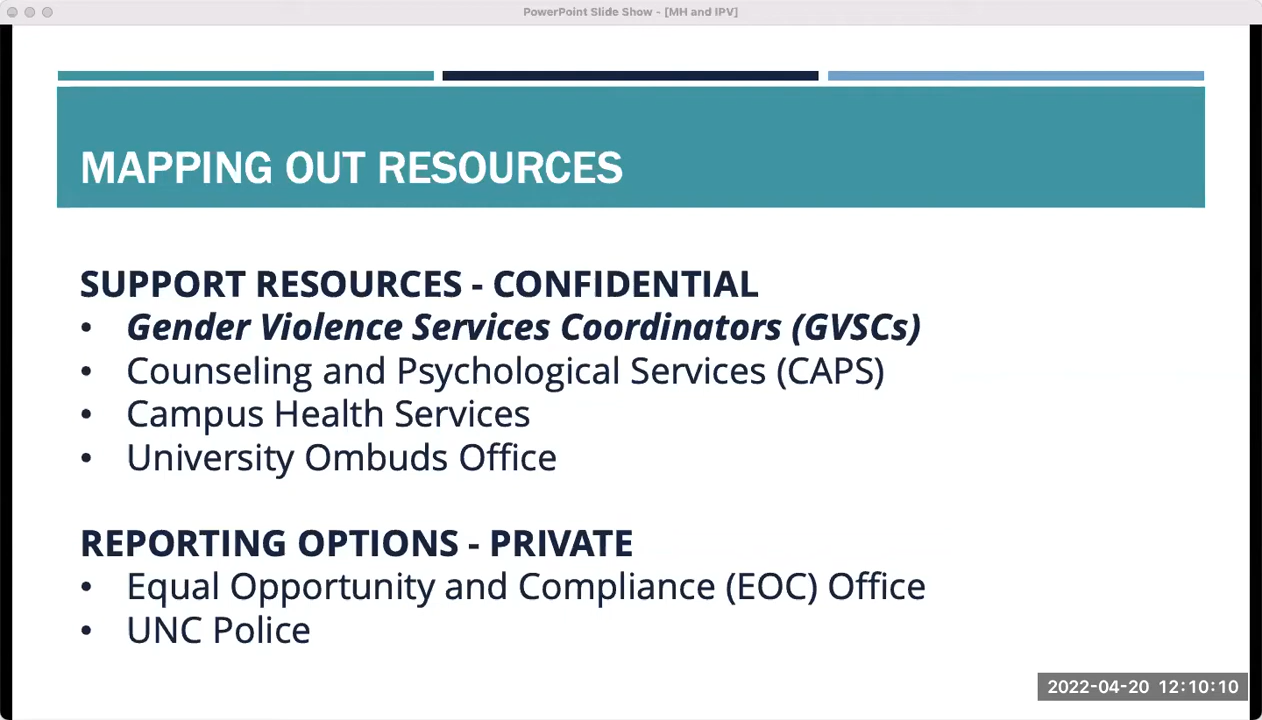 PowerPoint Slide Show - [MH and IPV]
MAPPING OUT RESOURCES
SUPPORT RESOURCES - CONFIDENTIAL
• Gender Violence Services Coordinators (GVSCs)
• Counseling and Psychological Services (CAPS)
• Campus Health Services
• University Ombuds Office
REPORTING OPTIONS - PRIVATE
• Equal Opportunity and Compliance (EOC) Office
• UNC Police
2022-04-20 12:10:10